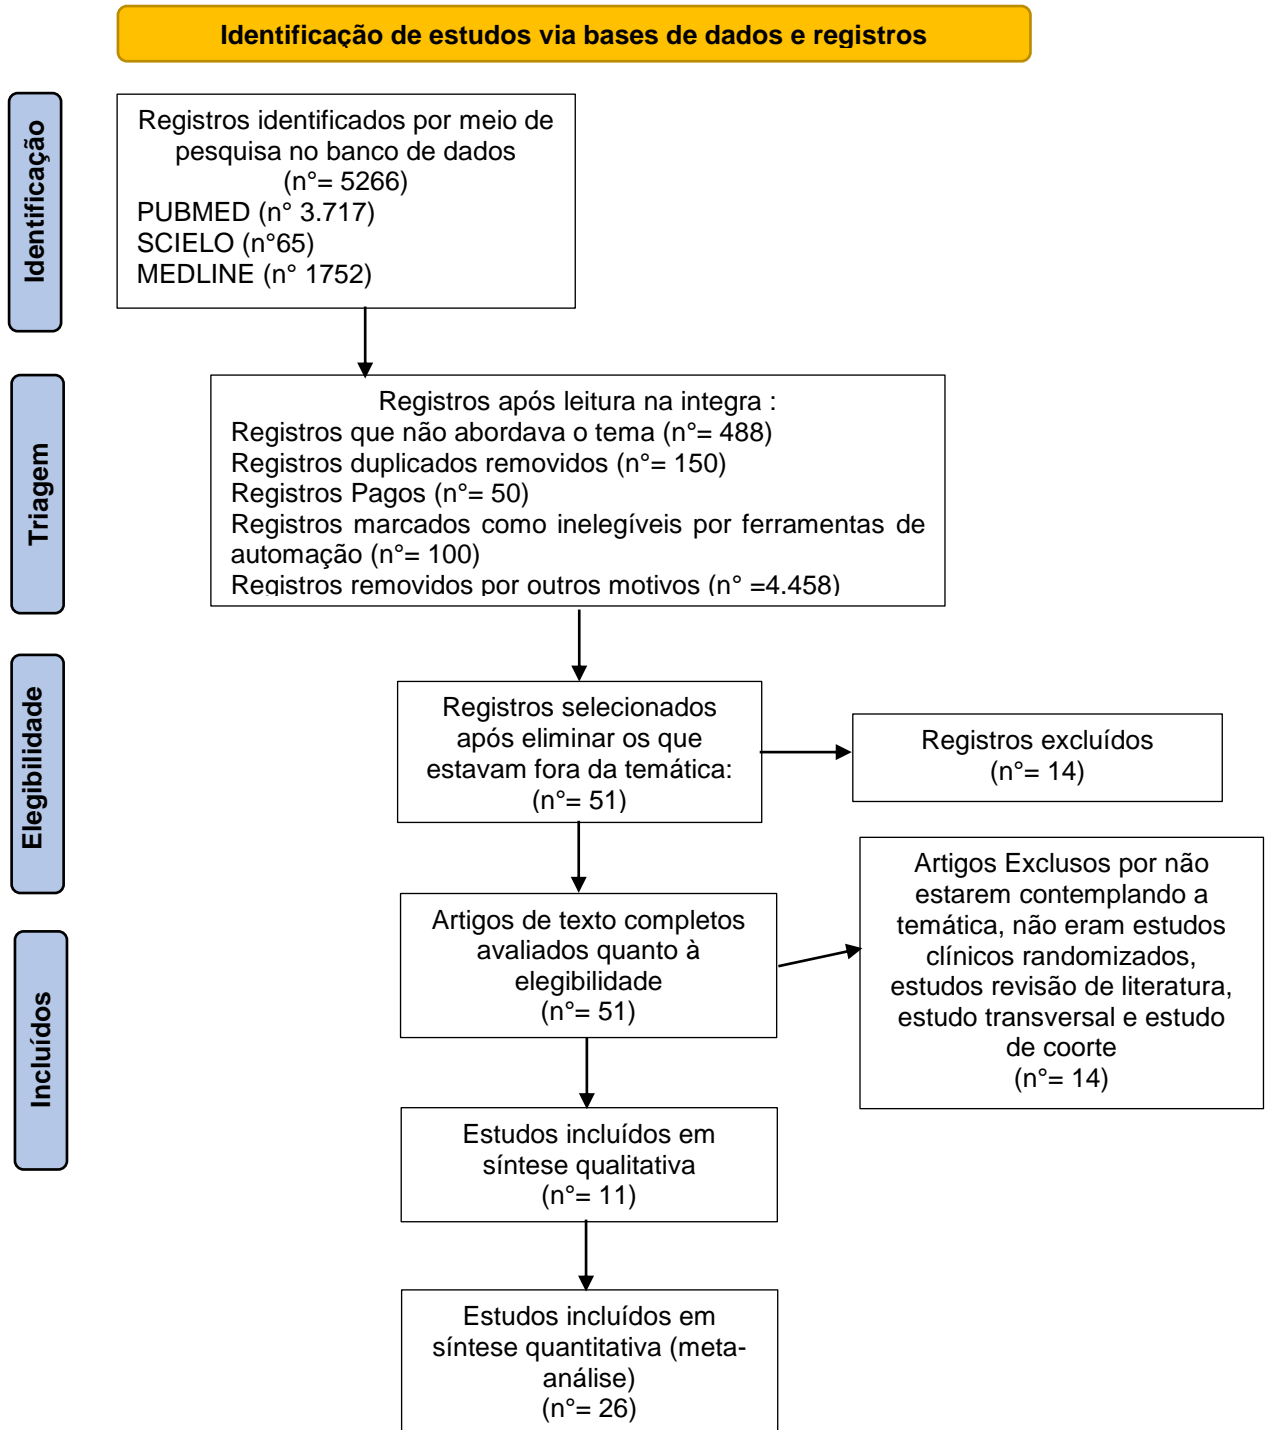 Identificação de estudos via bases de dados e registros
Identificação
Registros identificados por meio de
pesquisa no banco de dados
(n°= 5266)
PUBMED (n° 3.717)
SCIELO (n°65)
MEDLINE (n° 1752)
Triagem
Registros após leitura na integra :
Registros que não abordava o tema (n°= 488)
Registros duplicados removidos (n°= 150)
Registros Pagos (n°= 50)
Registros marcados como inelegíveis por ferramentas de
automação (n°= 100)
Registros removidos por outros motivos (n° =4.458)
Elegibilidade
Registros selecionados
após eliminar os que
estavam fora da temática:
(n°= 51)
Registros excluídos
(n°= 14)
Artigos de texto completos
avaliados quanto à
elegibilidade
(n°= 51)
Artigos Exclusos por não
estarem contemplando a
temática, não eram estudos
clínicos randomizados,
estudos revisão de literatura,
estudo transversal e estudo
de coorte
(n°= 14)
Incluídos
Estudos incluídos em
síntese qualitativa
(n°= 11)
Estudos incluídos em
síntese quantitativa (meta-
análise)
(n°= 26)